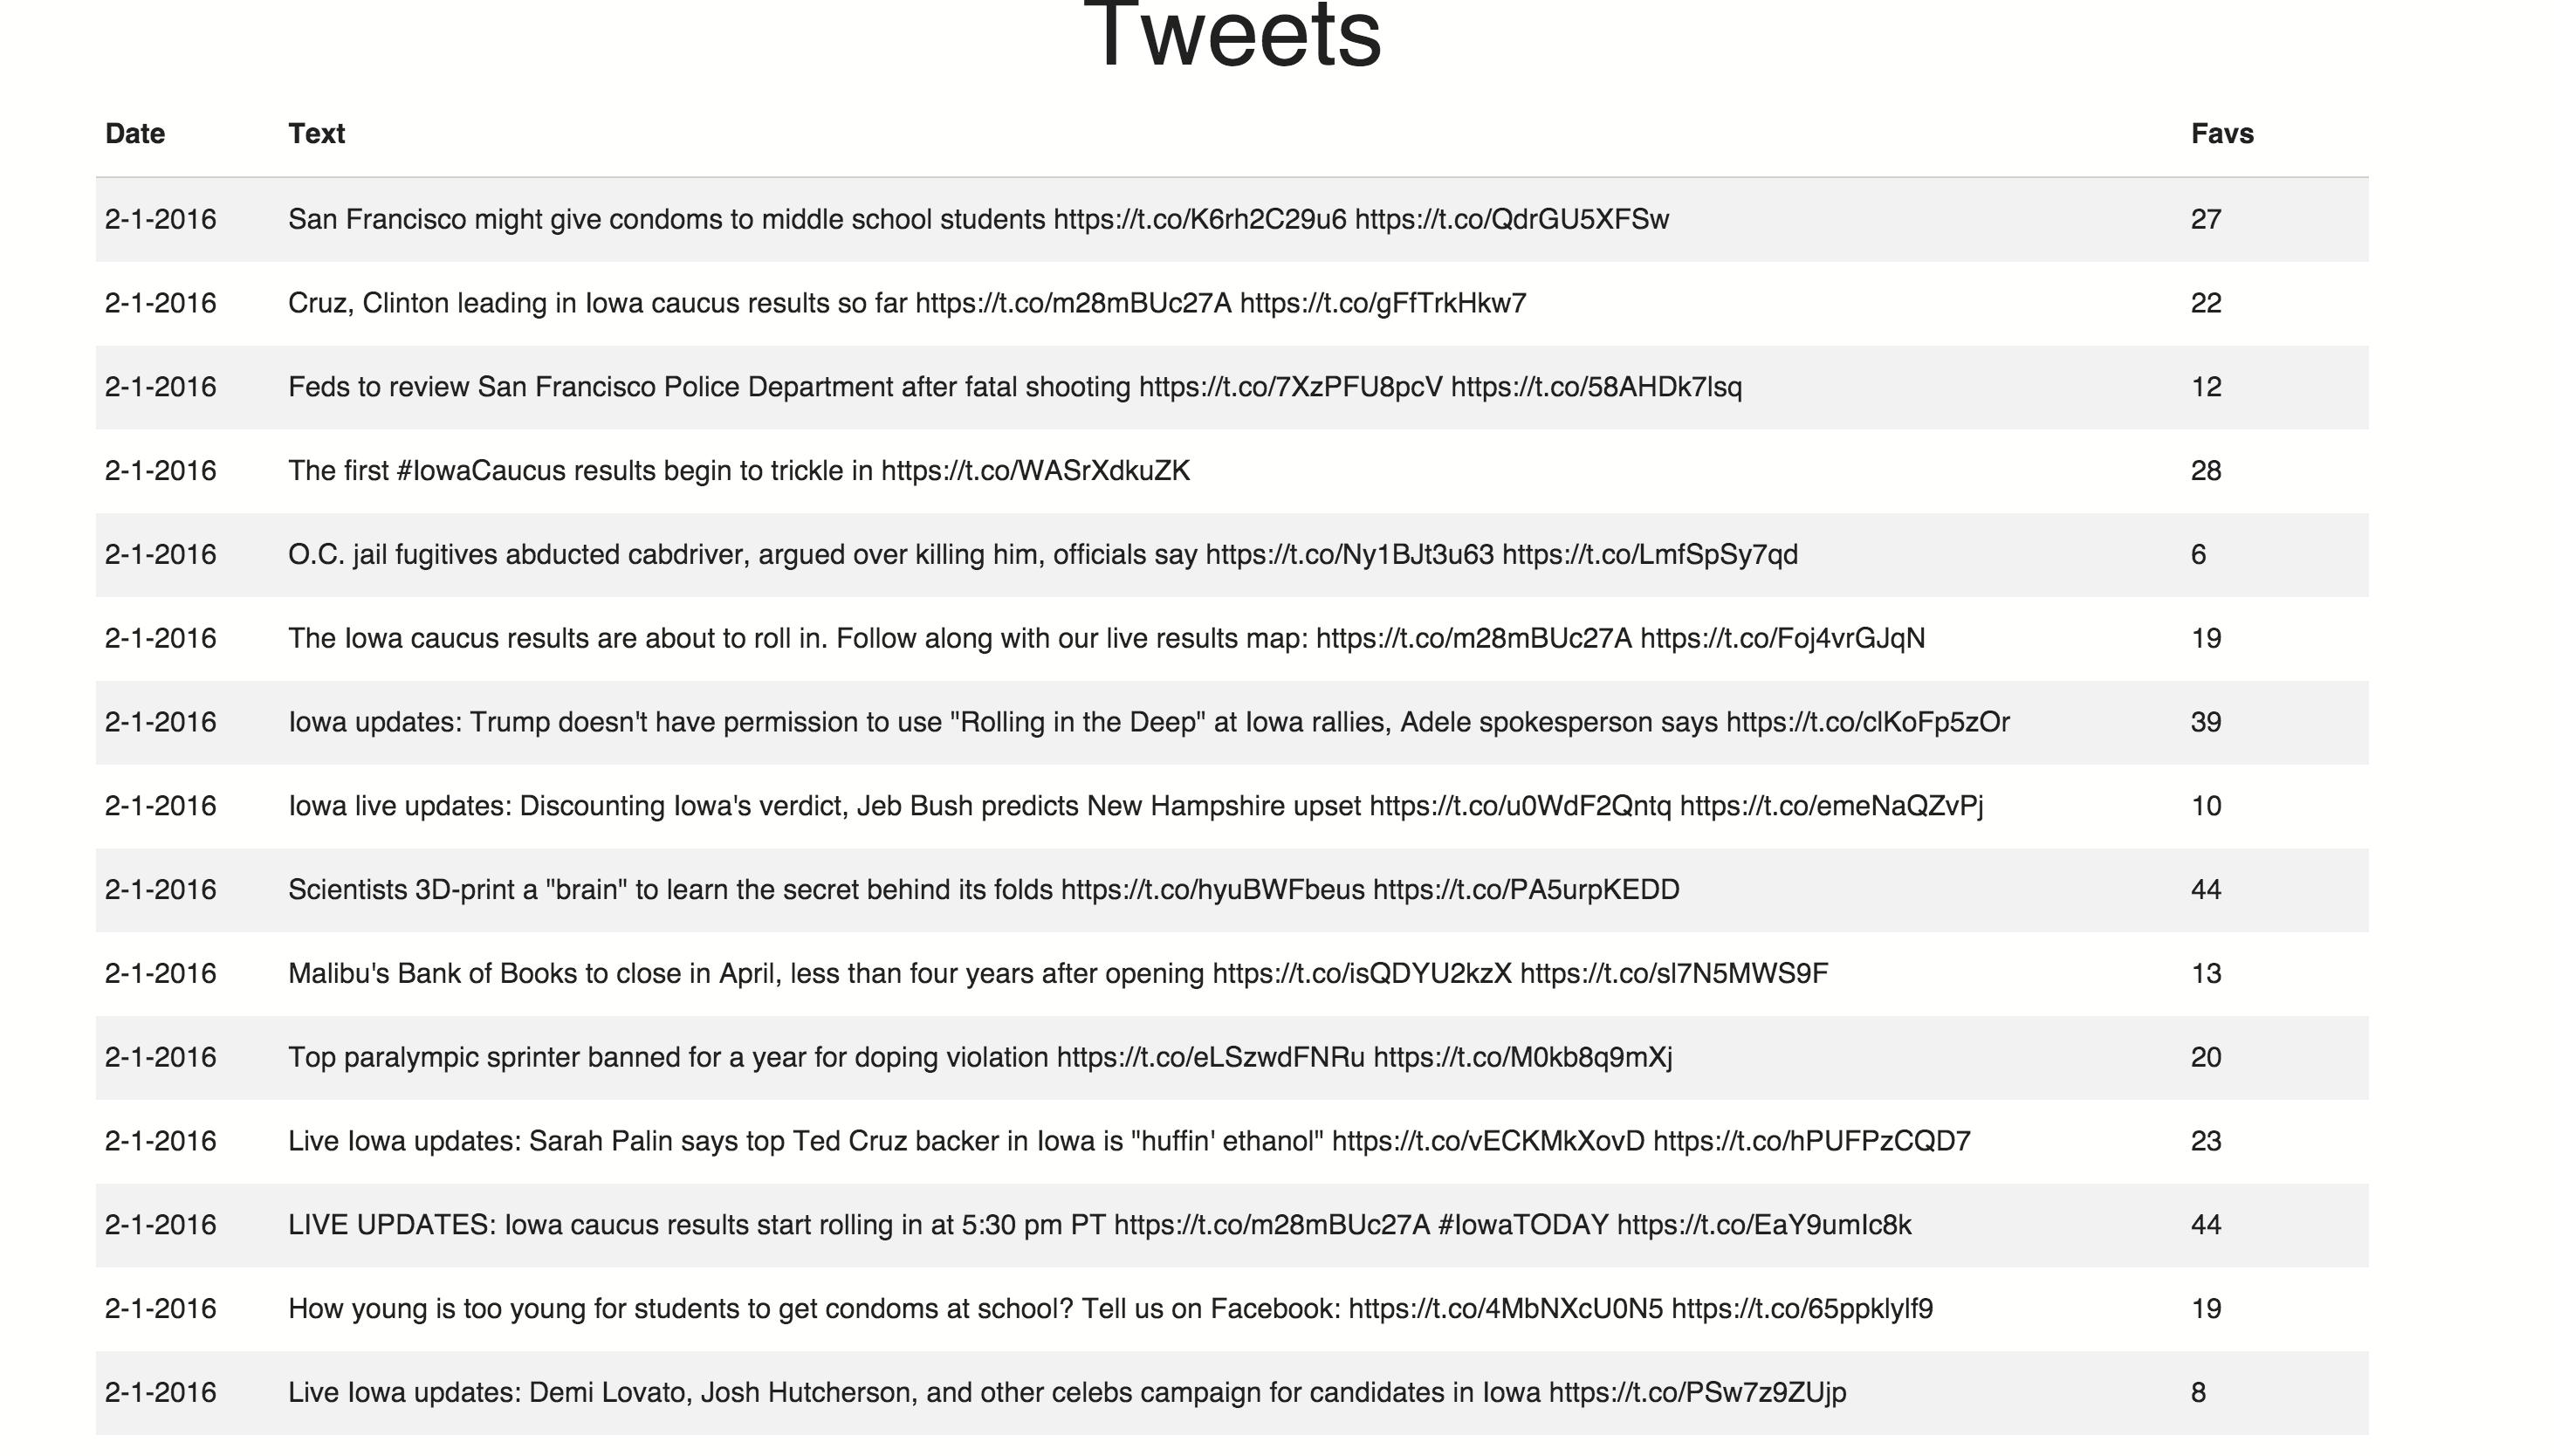 Tweets
Date Text Favs
2-1-2016 San Francisco might give condoms to middle school students https://t.co/K6rh2C29u6 https://t.co/QdrGU5XFSw 27
2-1-2016 Cruz, Clinton leading in Iowa caucus results so far https://t.co/m28mBUc27A https://t.co/gFfTrkHkw7 22
2-1-2016 Feds to review San Francisco Police Department after fatal shooting https://t.co/7XzPFU8pcV https://t.co/58AHDk7lsq 12
2-1-2016 The first #IowaCaucus results begin to trickle in https://t.co/WASrXdkuZK 28
2-1-2016 O.C. jail fugitives abducted cabdriver, argued over killing him, officials say https://t.co/Ny1BJt3u63 https://t.co/LmfSpSy7qd 6
2-1-2016 The Iowa caucus results are about to roll in. Follow along with our live results map: https://t.co/m28mBUc27A https://t.co/Foj4vrGJqN 19
2-1-2016 Iowa updates: Trump doesn't have permission to use "Rolling in the Deep" at Iowa rallies, Adele spokesperson says https://t.co/clKoFp5zOr 39
2-1-2016 Iowa live updates: Discounting Iowa's verdict, Jeb Bush predicts New Hampshire upset https://t.co/u0WdF2Qntq https://t.co/emeNaQZvPj 10
2-1-2016 Scientists 3D-print a "brain" to learn the secret behind its folds https://t.co/hyuBWFbeus https://t.co/PA5urpKEDD 44
2-1-2016 Malibu's Bank of Books to close in April, less than four years after opening https://t.co/isQDYU2kzX https://t.co/sl7N5MWS9F 13
2-1-2016 Top paralympic sprinter banned for a year for doping violation https://t.co/eLSzwdFNRu https://t.co/M0kb8q9mXj 20
2-1-2016 Live Iowa updates: Sarah Palin says top Ted Cruz backer in Iowa is "huffin' ethanol" https://t.co/vECKMkXovD https://t.co/hPUFPzCQD7 23
2-1-2016 LIVE UPDATES: Iowa caucus results start rolling in at 5:30 pm PT https://t.co/m28mBUc27A #IowaTODAY https://t.co/EaY9umIc8k 44
2-1-2016 How young is too young for students to get condoms at school? Tell us on Facebook: https://t.co/4MbNXcU0N5 https://t.co/65ppklylf9 19
2-1-2016 Live Iowa updates: Demi Lovato, Josh Hutcherson, and other celebs campaign for candidates in Iowa https://t.co/PSw7z9ZUjp 8